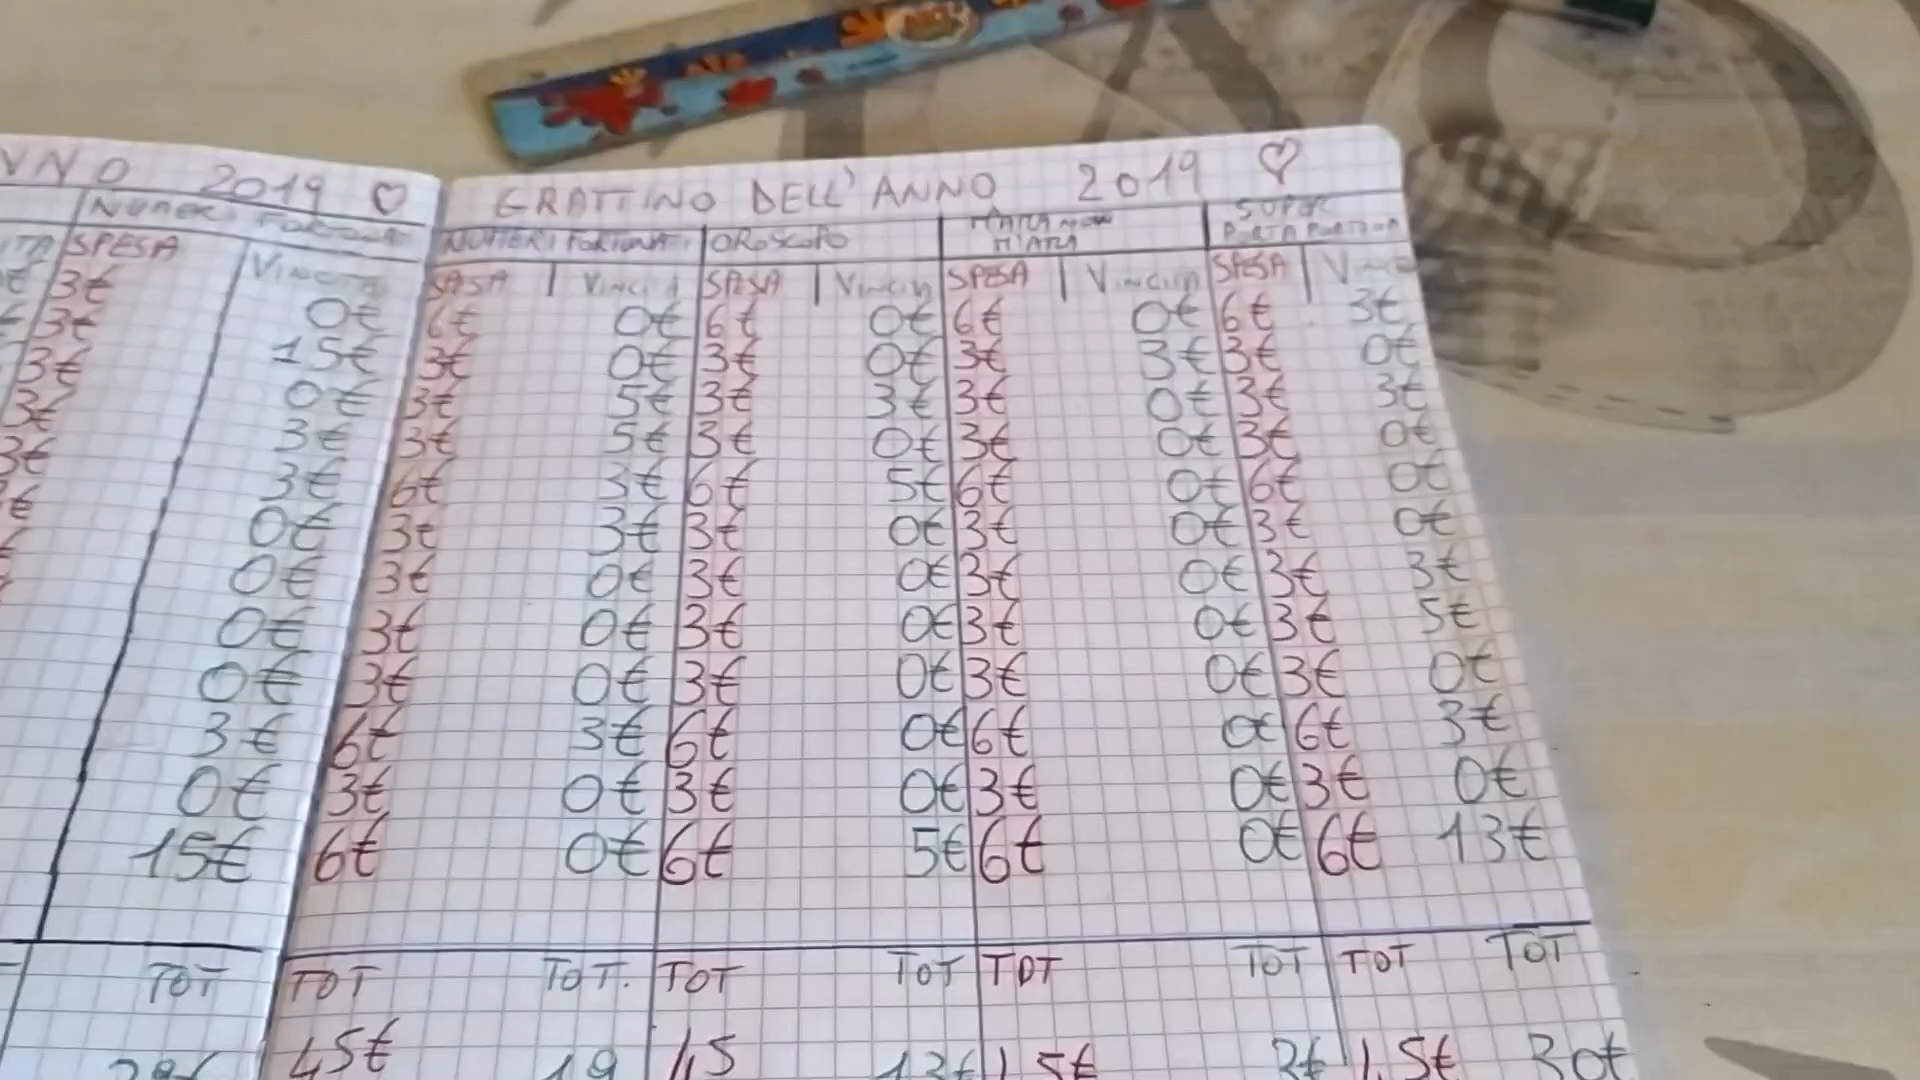 2019 ♡
GRATTINO DELL'ANNO 2019 ♡
NUMERI FORTUNATI
NUMERI FORTUNATI OROSCOPO SUPER
SPESA VINCITA
SPESA VINCITA SPESA VINCITA SPESA VINCITA SPESA
3€ 0€ 6€ 0€ 6€ 0€ 6€ 0€ 6€ 3€
3€ 15€ 3€ 0€ 3€ 0€ 3€ 3€ 3€ 0€
3€ 0€ 3€ 5€ 3€ 3€ 3€ 0€ 3€ 3€
3€ 3€ 3€ 5€ 3€ 0€ 3€ 0€ 3€ 0€
3€ 3€ 6€ 3€ 6€ 5€ 6€ 0€ 6€ 0€
0€ 3€ 3€ 3€ 0€ 3€ 0€ 3€ 0€
0€ 3€ 0€ 3€ 0€ 3€ 0€ 3€ 3€
0€ 3€ 0€ 3€ 0€ 3€ 0€ 3€ 5€
0€ 3€ 0€ 3€ 0€ 3€ 0€ 3€ 0€
3€ 6€ 3€ 6€ 0€ 6€ 0€ 6€ 3€
0€ 3€ 0€ 3€ 0€ 3€ 0€ 3€ 0€
15€ 6€ 0€ 6€ 5€ 6€ 0€ 6€ 13€
TOT TOT TOT. TOT TOT TOT TOT TOT TOT
45€ 19 45 13€ 45€ 3€ 45€ 30€